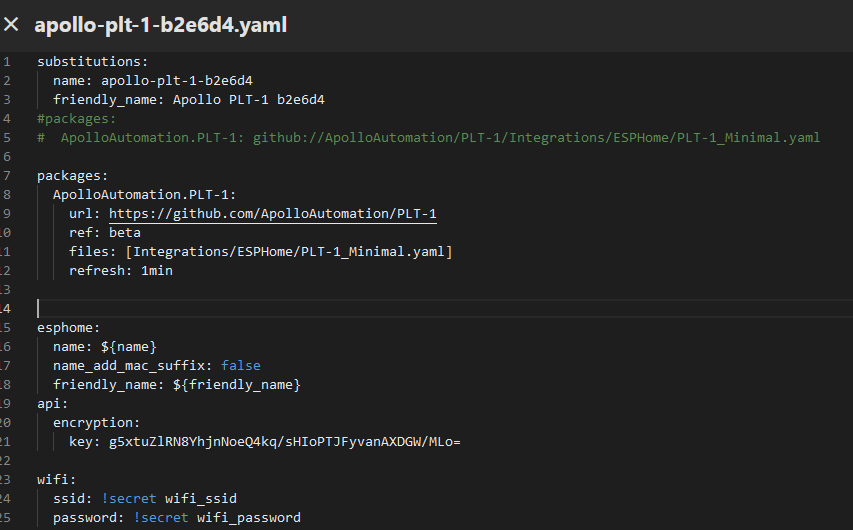 × apollo-plt-1-b2e6d4.yaml
1 substitutions:
2   name: apollo-plt-1-b2e6d4
3   friendly_name: Apollo PLT-1 b2e6d4
4 #packages:
5 #  ApolloAutomation.PLT-1: github://ApolloAutomation/PLT-1/Integrations/ESPHome/PLT-1_Minimal.yaml
6
7 packages:
8   ApolloAutomation.PLT-1:
9     url: https://github.com/ApolloAutomation/PLT-1
10     ref: beta
11     files: [Integrations/ESPHome/PLT-1_Minimal.yaml]
12     refresh: 1min
13
14
15 esphome:
16   name: ${name}
17   name_add_mac_suffix: false
18   friendly_name: ${friendly_name}
19 api:
20   encryption:
21     key: g5xtuZlRN8YhjnNoeQ4kq/sHIoPTJFyvanAXDGW/MLo=
22
23 wifi:
24   ssid: !secret wifi_ssid
25   password: !secret wifi_password